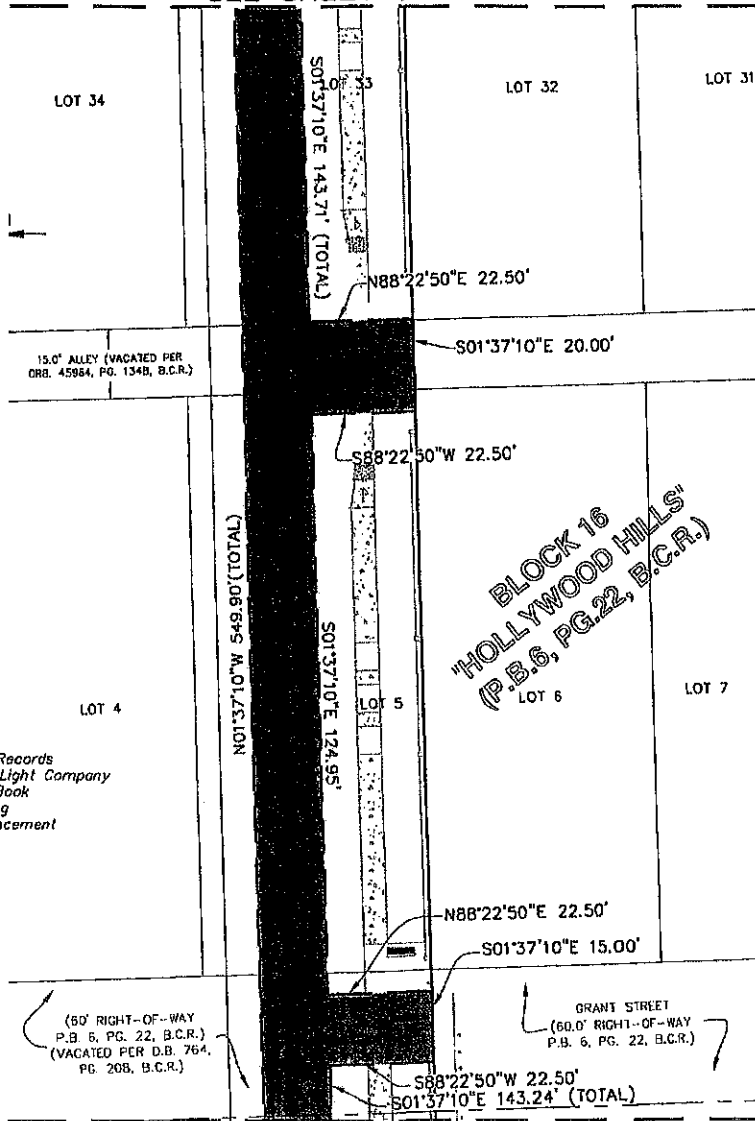 LOT 34
LOT 33
LOT 32
LOT 31
S01°37'10"E 143.71' (TOTAL)
N88°22'50"E 22.50'
S01°37'10"E 20.00'
15.0' ALLEY (VACATED PER
ORB. 45984, PG. 1348, B.C.R.)
S88°22'50"W 22.50'
BLOCK 16
"HOLLYWOOD HILLS"
(P.B.6, PG.22, B.C.R.)
N01°37'10"W 549.90'(TOTAL)
S01°37'10"E 124.95'
LOT 4
LOT 5
LOT 6
LOT 7
Records
Light Company
Book
g
ncement
N88°22'50"E 22.50'
S01°37'10"E 15.00'
(60' RIGHT-OF-WAY
P.B. 6, PG. 22, B.C.R.)
(VACATED PER D.B. 764,
PG. 208, B.C.R.)
GRANT STREET
(60.0' RIGHT-OF-WAY
P.B. 6, PG. 22, B.C.R.)
S88°22'50"W 22.50'
S01°37'10"E 143.24' (TOTAL)